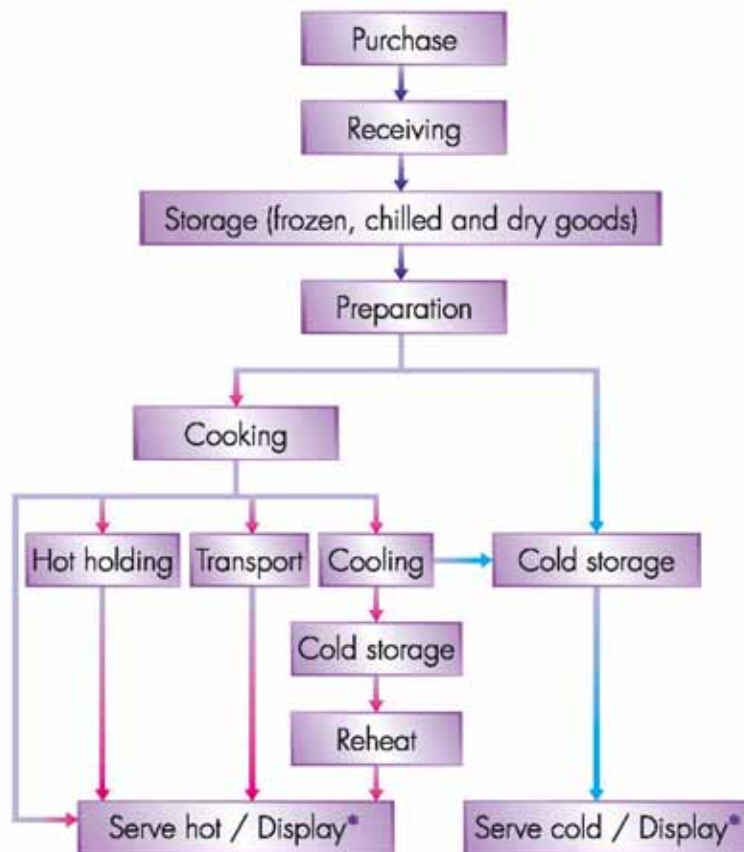 Purchase
Receiving
Storage (frozen, chilled and dry goods)
Preparation
Cooking
Hot holding
Transport
Cooling
Cold storage
Cold storage
Reheat
Serve hot / Display*
Serve cold / Display*